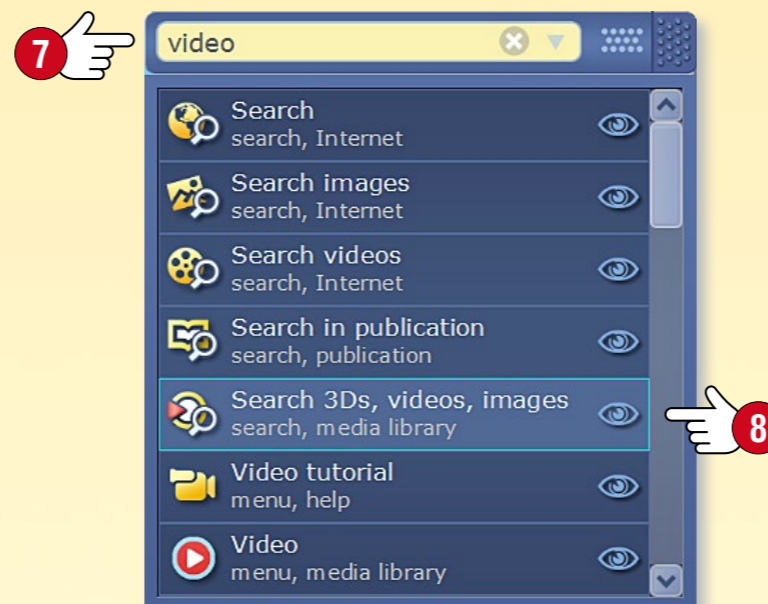 7
video
Search
search, Internet
Search images
search, Internet
Search videos
search, Internet
Search in publication
search, publication
Search 3Ds, videos, images
search, media library
8
Video tutorial
menu, help
Video
menu, media library